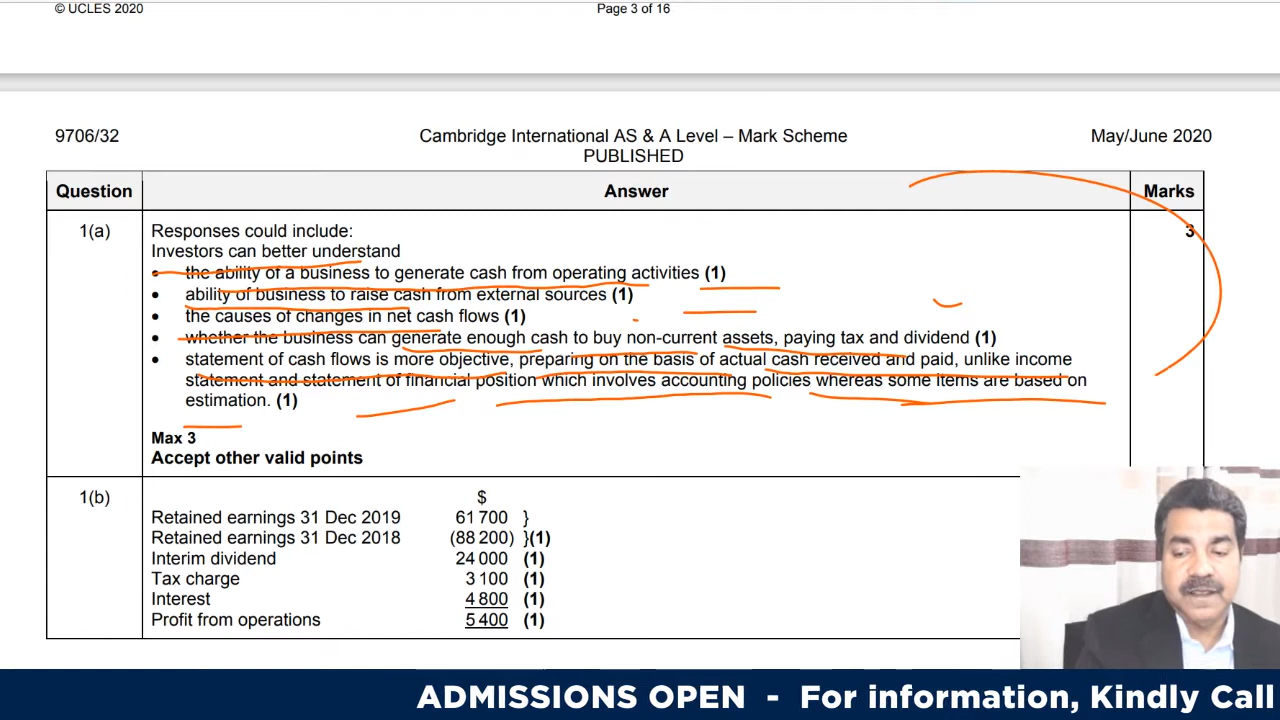 © UCLES 2020
Page 3 of 16
9706/32
Cambridge International AS & A Level – Mark Scheme
PUBLISHED
May/June 2020
Question
Answer
Marks
1(a)
Responses could include:
Investors can better understand
• the ability of a business to generate cash from operating activities (1)
• ability of business to raise cash from external sources (1)
• the causes of changes in net cash flows (1)
• whether the business can generate enough cash to buy non-current assets, paying tax and dividend (1)
• statement of cash flows is more objective, preparing on the basis of actual cash received and paid, unlike income
statement and statement of financial position which involves accounting policies whereas some items are based on
estimation. (1)
Max 3
Accept other valid points
3
1(b)
$
Retained earnings 31 Dec 2019 61 700 }
Retained earnings 31 Dec 2018 (88 200) }(1)
Interim dividend 24 000 (1)
Tax charge 3 100 (1)
Interest 4 800 (1)
Profit from operations 5 400 (1)
ADMISSIONS OPEN - For information, Kindly Call